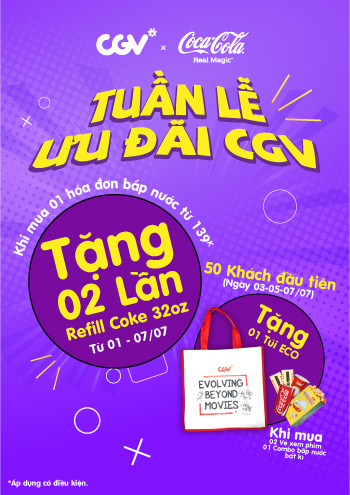 CGV* x Coca-Cola
Real Magic™
TUẦN LỄ
ƯU ĐÃI CGV
Khi mua 01 hóa đơn bắp nước từ 139K
Tặng
02 Lần
Refill Coke 32oz
Từ 01 - 07/07
50 Khách đầu tiên
(Ngày 03-05-07/07)
Tặng
01 Túi ECO
CGV
EVOLVING
BEYOND
MOVIES
Coca-Cola
Khi mua
02 Vé xem phim
01 Combo bắp nước
bất kì
*Áp dụng có điều kiện.